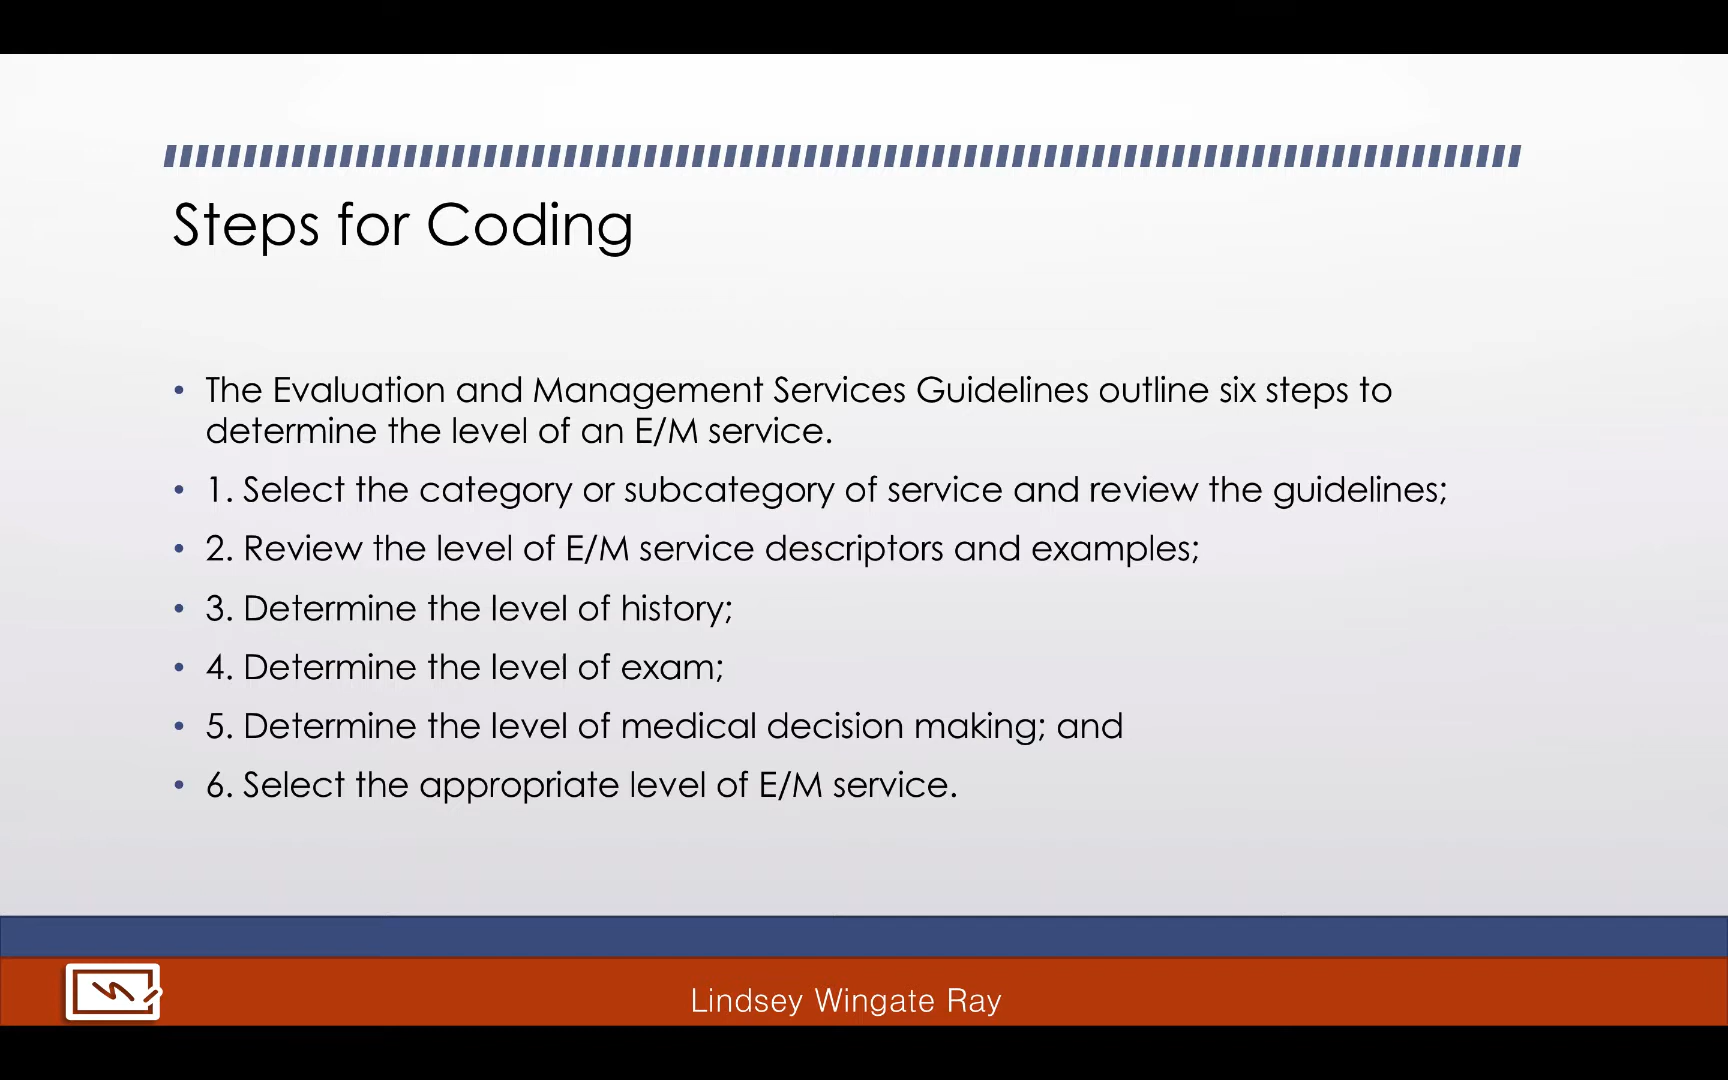 Steps for Coding
• The Evaluation and Management Services Guidelines outline six steps to
determine the level of an E/M service.
• 1. Select the category or subcategory of service and review the guidelines;
• 2. Review the level of E/M service descriptors and examples;
• 3. Determine the level of history;
• 4. Determine the level of exam;
• 5. Determine the level of medical decision making; and
• 6. Select the appropriate level of E/M service.
Lindsey Wingate Ray